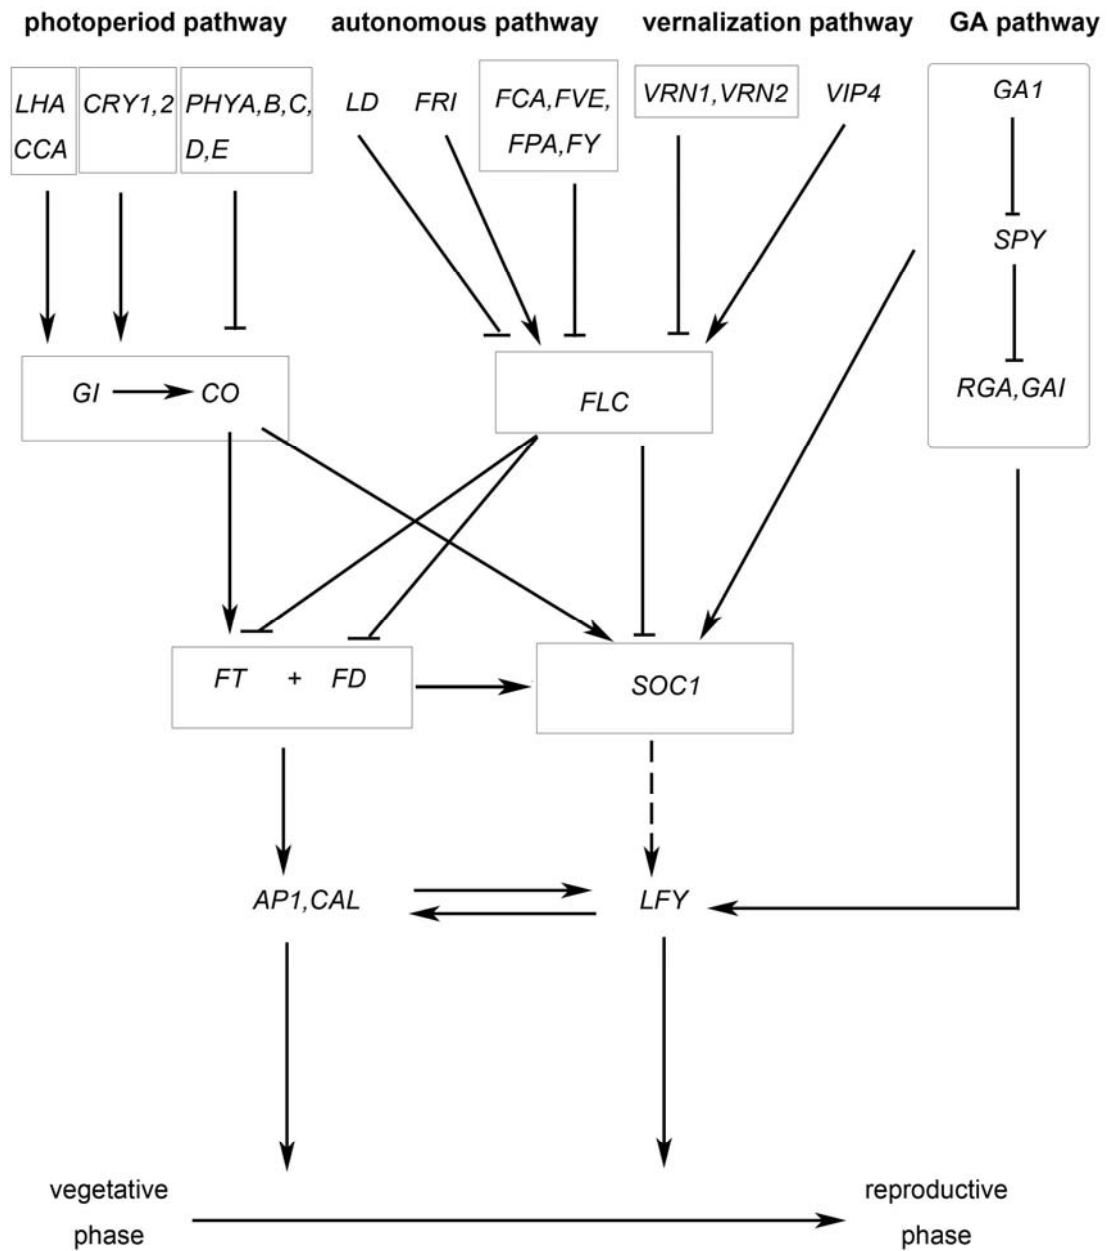 photoperiod pathway
autonomous pathway
vernalization pathway
GA pathway
LHA
CCA
CRY1,2
PHYA,B,C,
D,E
LD
FRI
FCA,FVE,
FPA,FY
VRN1,VRN2
VIP4
GA1
SPY
RGA,GAI
GI
CO
FLC
FT + FD
SOC1
AP1,CAL
LFY
vegetative
phase
reproductive
phase